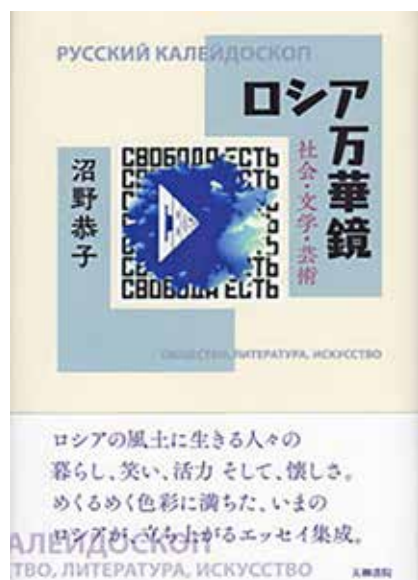 РУССКИЙ КАЛЕЙДОСКОП
ロシア万華鏡
社会・文学・芸術
沼野恭子
СВОБОДА ЕСТЬ
СВОБОДА ЕСТЬ
ОБЩЕСТВО, ЛИТЕРАТУРА, ИСКУССТВО
ロシアの風土に生きる人々の
暮らし、笑い、活力 そして、懐しさ。
めくるめく色彩に満ちた、いまの
ロシアが、立ち上がるエッセイ集成。
АЛЕЙДОСКОП
ТВО, ЛИТЕРАТУРА, ИСКУССТВО